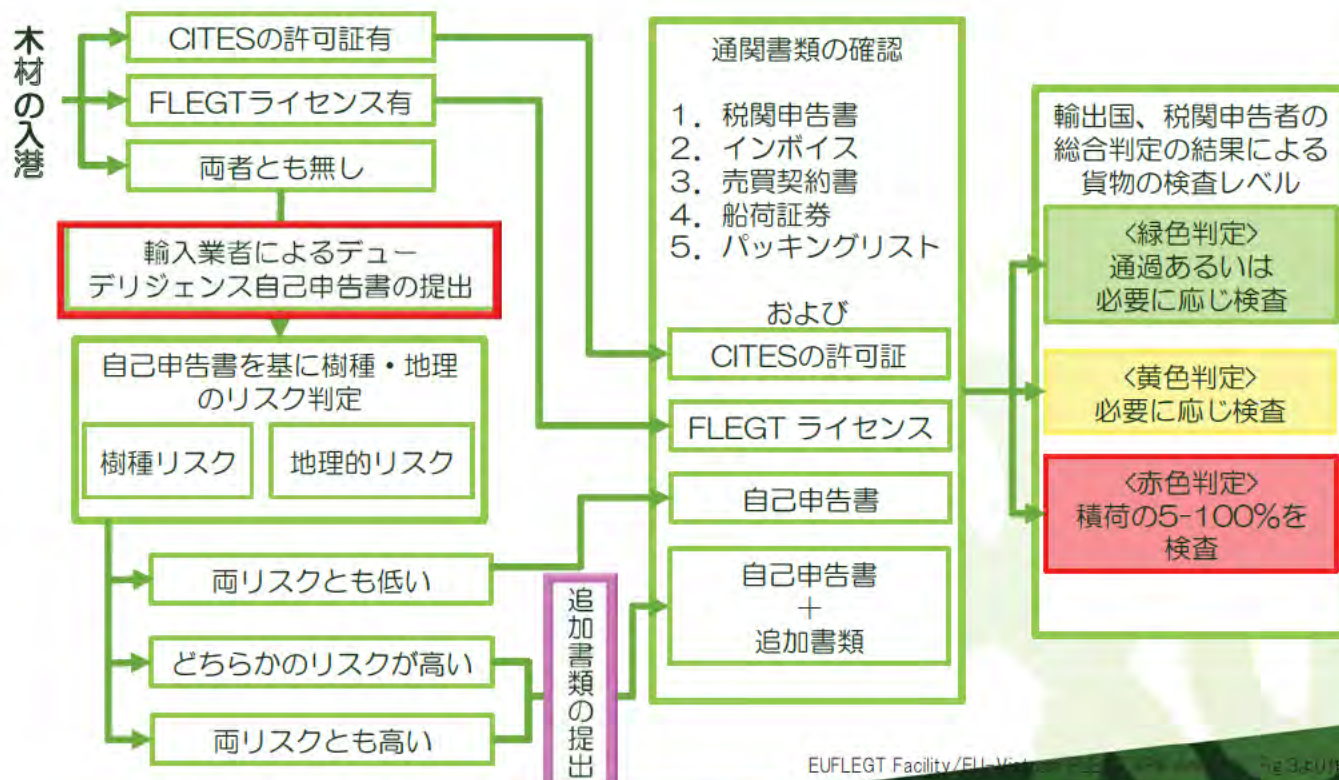 木材の入港
CITESの許可証有
FLEGTライセンス有
両者とも無し
輸入業者によるデュー
デリジェンス自己申告書の提出
自己申告書を基に樹種・地理
のリスク判定
樹種リスク
地理的リスク
両リスクとも低い
どちらかのリスクが高い
両リスクとも高い
追加書類の提出
通関書類の確認
1. 税関申告書
2. インボイス
3. 売買契約書
4. 船荷証券
5. パッキングリスト
および
CITESの許可証
FLEGT ライセンス
自己申告書
自己申告書
+
追加書類
輸出国、税関申告者の
総合判定の結果による
貨物の検査レベル
<緑色判定>
通過あるいは
必要に応じ検査
<黄色判定>
必要に応じ検査
<赤色判定>
積荷の5-100%を
検査
EUFLEGT Facility/EU-